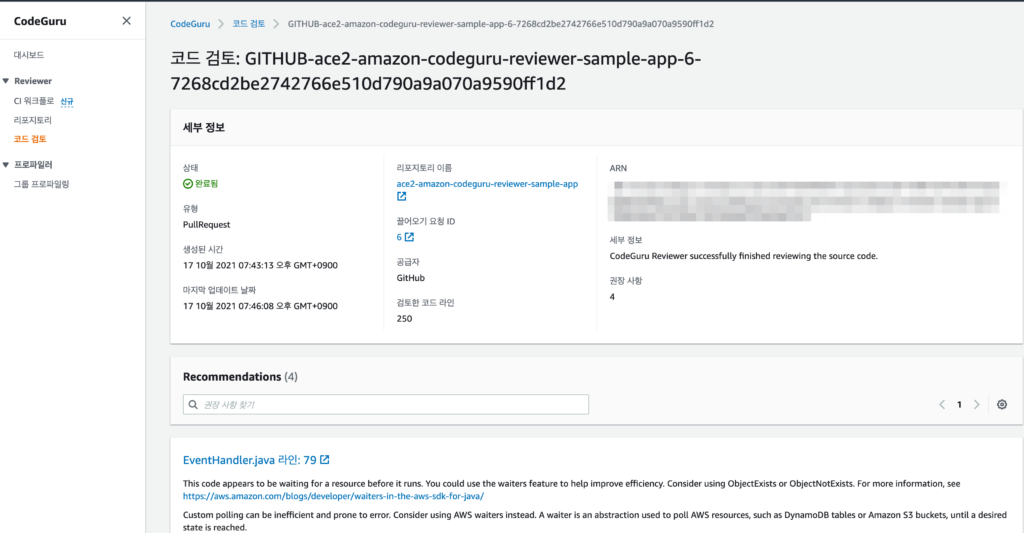 CodeGuru
대시보드
Reviewer
CI 워크플로 신규
리포지토리
코드 검토
프로파일러
그룹 프로파일링
CodeGuru > 코드 검토 > GITHUB-ace2-amazon-codeguru-reviewer-sample-app-6-7268cd2be2742766e510d790a9a070a9590ff1d2
코드 검토: GITHUB-ace2-amazon-codeguru-reviewer-sample-app-6-
7268cd2be2742766e510d790a9a070a9590ff1d2
세부 정보
상태
완료됨
유형
PullRequest
생성된 시간
17 10월 2021 07:43:13 오후 GMT+0900
마지막 업데이트 날짜
17 10월 2021 07:46:08 오후 GMT+0900
리포지토리 이름
ace2-amazon-codeguru-reviewer-sample-app
끌어오기 요청 ID
6
공급자
GitHub
검토한 코드 라인
250
ARN
세부 정보
CodeGuru Reviewer successfully finished reviewing the source code.
권장 사항
4
Recommendations (4)
권장 사항 찾기
1
EventHandler.java 라인: 79
This code appears to be waiting for a resource before it runs. You could use the waiters feature to help improve efficiency. Consider using ObjectExists or ObjectNotExists. For more information, see
https://aws.amazon.com/blogs/developer/waiters-in-the-aws-sdk-for-java/
Custom polling can be inefficient and prone to error. Consider using AWS waiters instead. A waiter is an abstraction used to poll AWS resources, such as DynamoDB tables or Amazon S3 buckets, until a desired
state is reached.